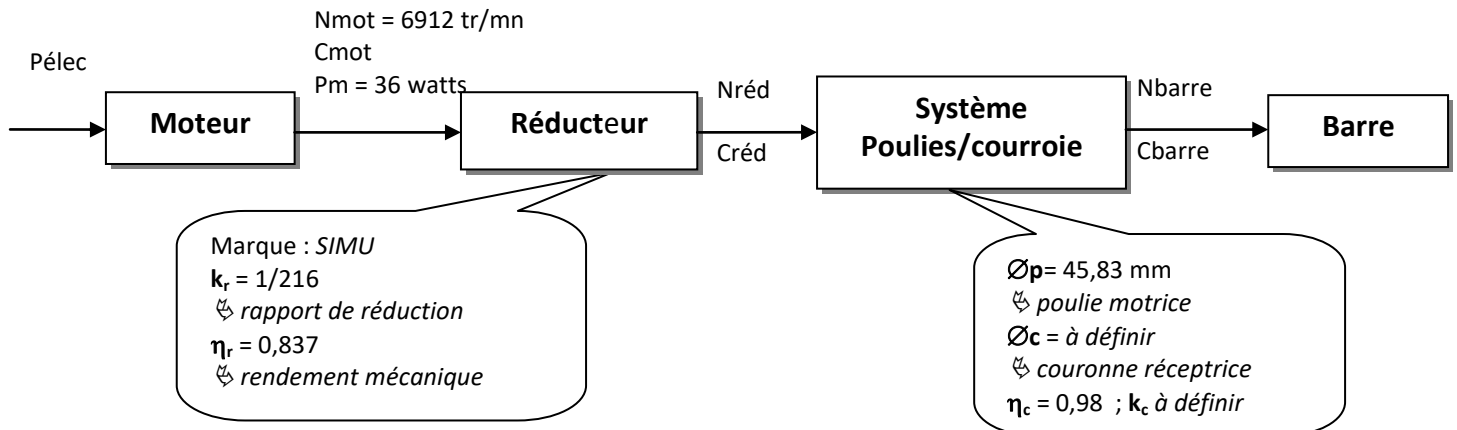 Nmot = 6912 tr/mn
Cmot
Pm = 36 watts
Pélec
Moteur
Réducteur
Nréd
Créd
Système
Poulies/courroie
Nbarre
Cbarre
Barre
Marque : SIMU
kr = 1/216
rapport de réduction
ηr = 0,837
rendement mécanique
∅p= 45,83 mm
poulie motrice
∅c = à définir
couronne réceptrice
ηc = 0,98 ; kc à définir